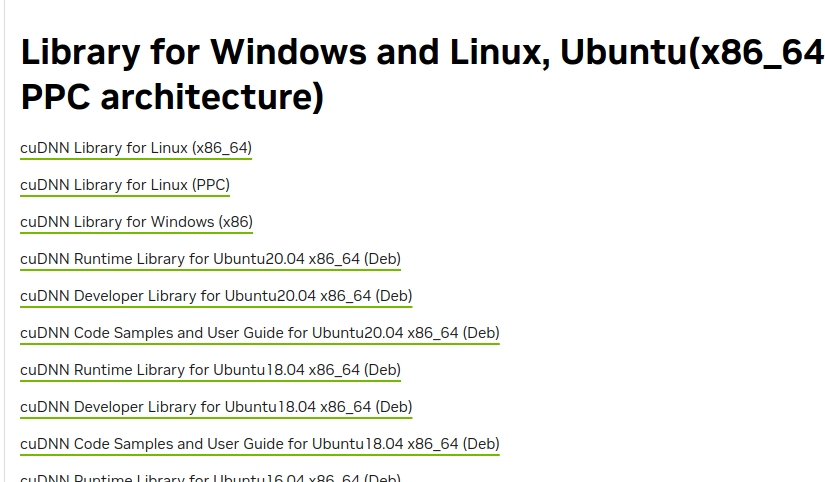 Library for Windows and Linux, Ubuntu(x86_64
PPC architecture)
cuDNN Library for Linux (x86_64)
cuDNN Library for Linux (PPC)
cuDNN Library for Windows (x86)
cuDNN Runtime Library for Ubuntu20.04 x86_64 (Deb)
cuDNN Developer Library for Ubuntu20.04 x86_64 (Deb)
cuDNN Code Samples and User Guide for Ubuntu20.04 x86_64 (Deb)
cuDNN Runtime Library for Ubuntu18.04 x86_64 (Deb)
cuDNN Developer Library for Ubuntu18.04 x86_64 (Deb)
cuDNN Code Samples and User Guide for Ubuntu18.04 x86_64 (Deb)
cuDNN Runtime Library for Ubuntu16.04 x86_64 (Deb)